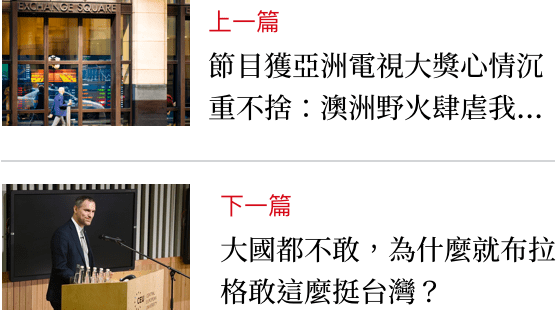 EXCHANGE SQUARE
上一篇
節目獲亞洲電視大獎心情沉
重不捨：澳洲野火肆虐我...
下一篇
大國都不敢，為什麼就布拉
格敢這麼挺台灣？
CEU